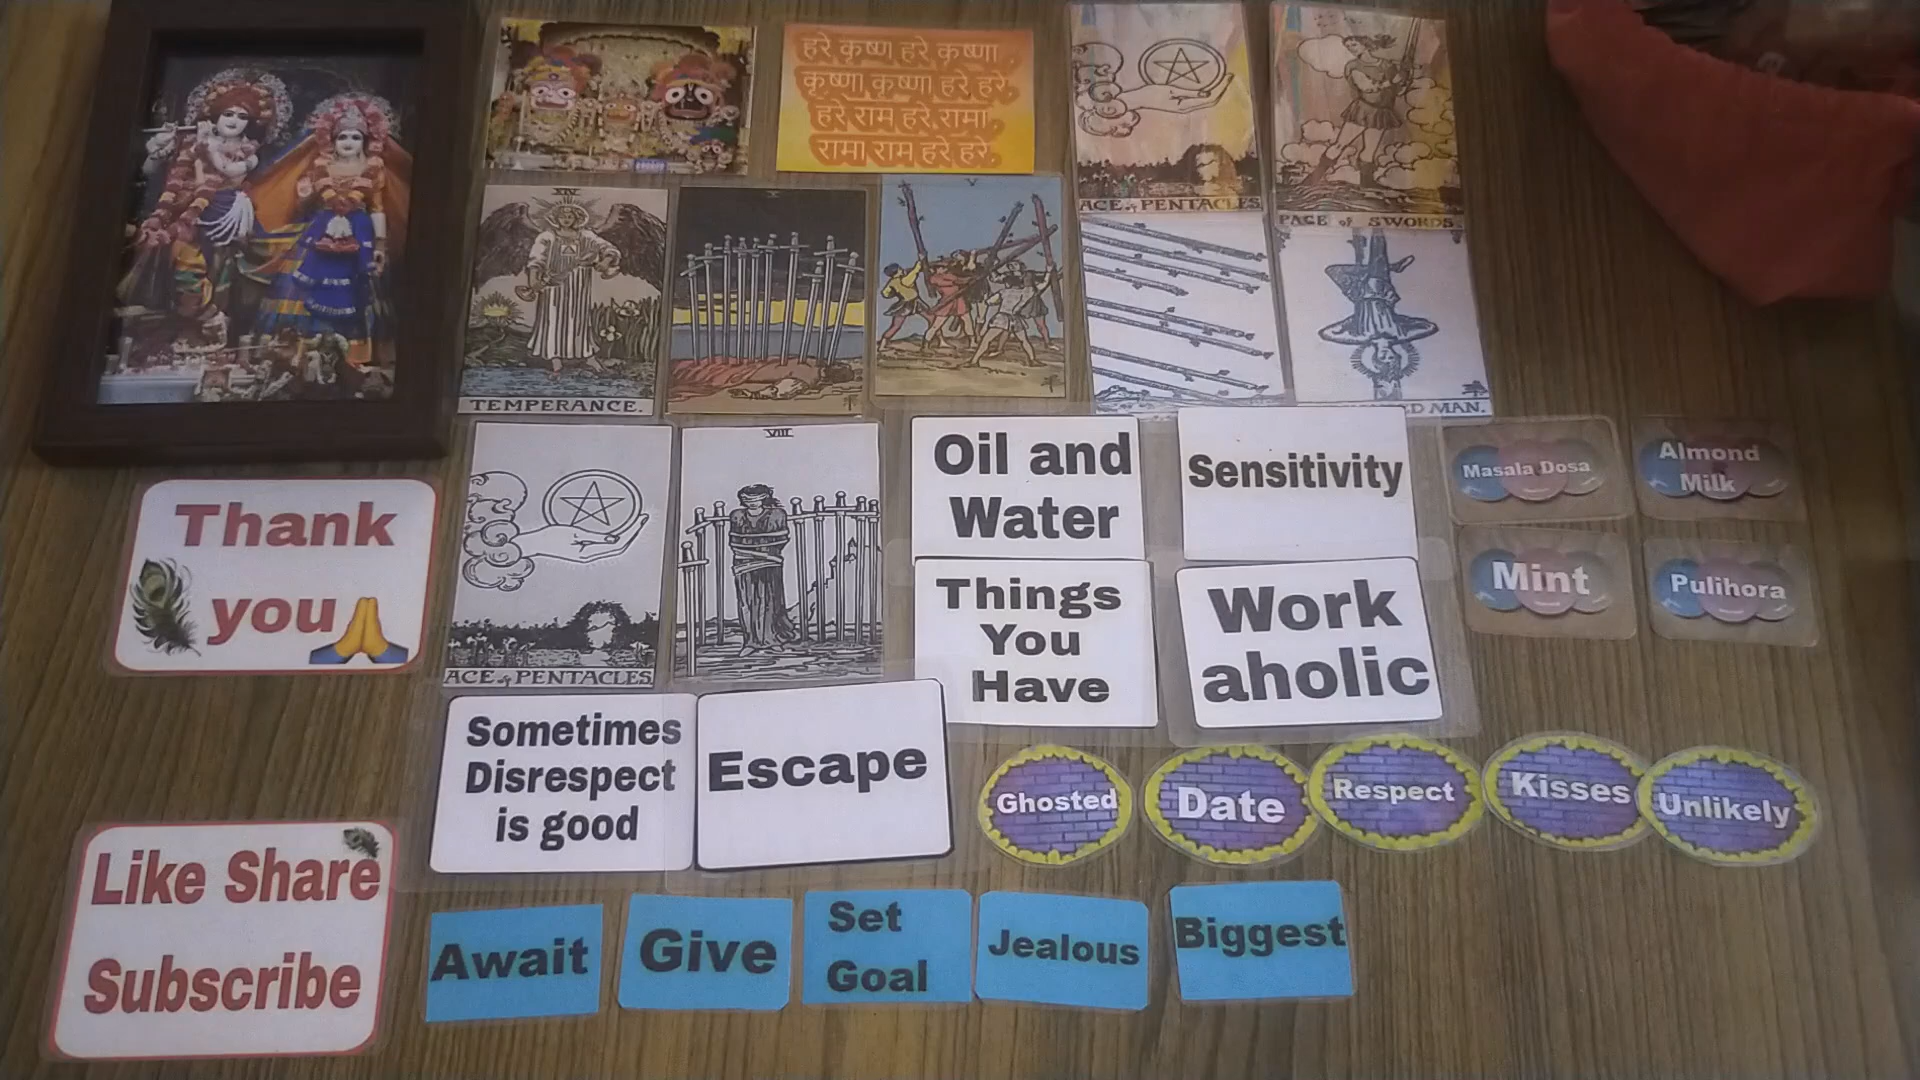 हरे कृष्ण हरे कृष्णा,
कृष्णा कृष्णा हरे हरे,
हरे राम हरे रामा,
रामा राम हरे हरे.
ACE of PENTACLES
PAGE of SWORDS.
XIV
TEMPERANCE.
X
V
ED MAN.
ACE of PENTACLES
VIII
Oil and
Water
Sensitivity
Masala Dosa
Almond
Milk
Things
You
Have
Work
aholic
Mint
Pulihora
Thank
you
Sometimes
Disrespect
is good
Escape
Ghosted
Date
Respect
Kisses
Unlikely
Like Share
Subscribe
Await
Give
Set
Goal
Jealous
Biggest